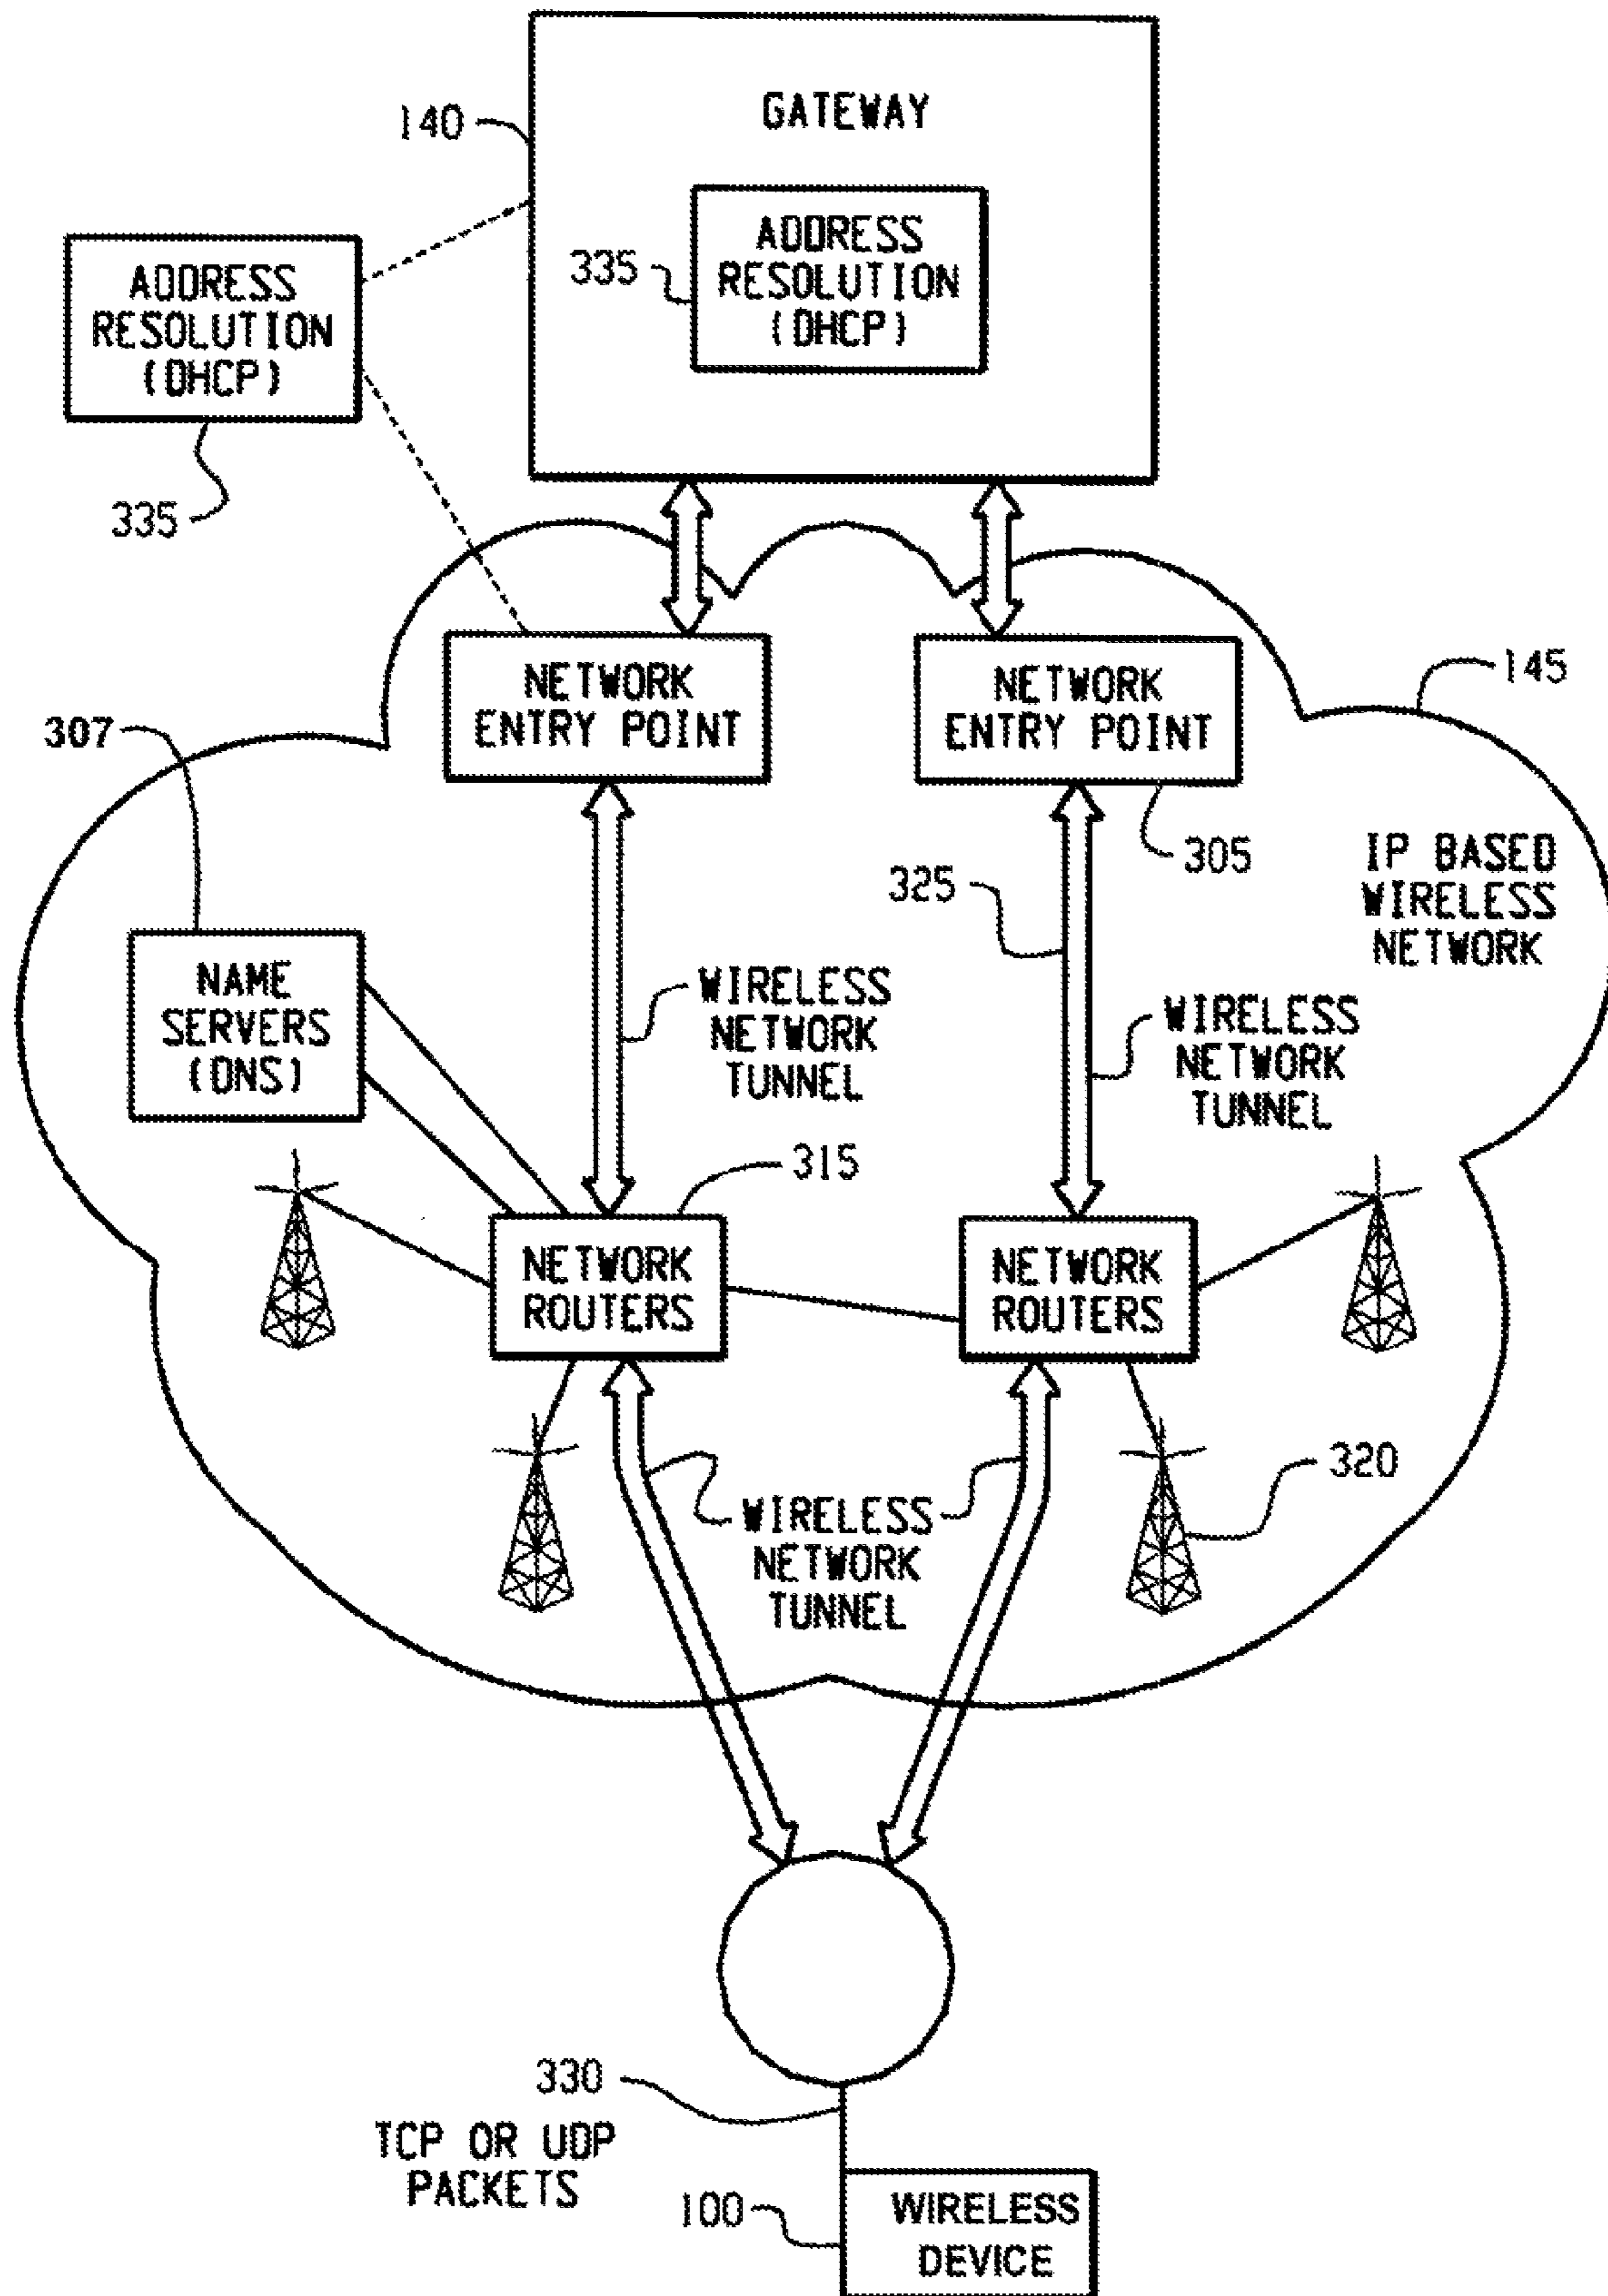 GATEWAY
140
ADDRESS
RESOLUTION
(DHCP)
335
ADDRESS
RESOLUTION
(DHCP)
335
NETWORK
ENTRY POINT
NETWORK
ENTRY POINT
145
307
305
325
IP BASED
WIRELESS
NETWORK
NAME
SERVERS
(DNS)
WIRELESS
NETWORK
TUNNEL
WIRELESS
NETWORK
TUNNEL
315
NETWORK
ROUTERS
NETWORK
ROUTERS
320
WIRELESS
NETWORK
TUNNEL
330
TCP OR UDP
PACKETS
100
WIRELESS
DEVICE